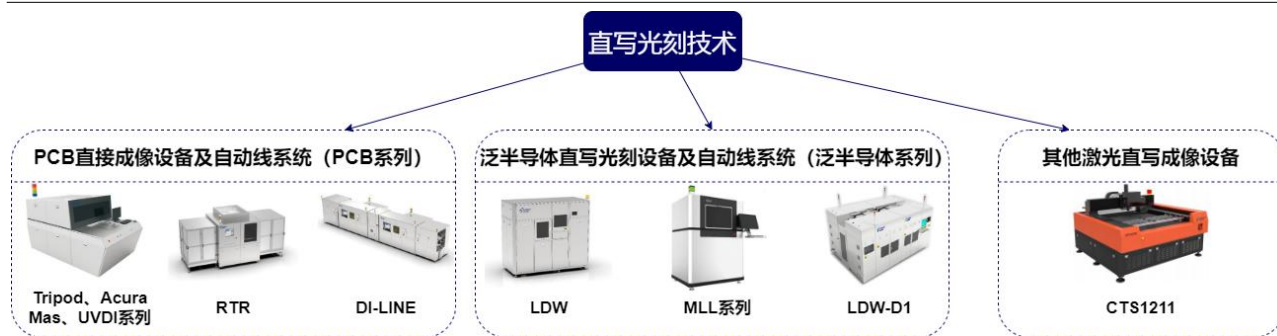 直写光刻技术
PCB直接成像设备及自动线系统（PCB系列）
泛半导体直写光刻设备及自动线系统（泛半导体系列）
其他激光直写成像设备
Tripod、Acura
Mas、UVDI系列
RTR
DI-LINE
LDW
MLL系列
LDW-D1
CTS1211